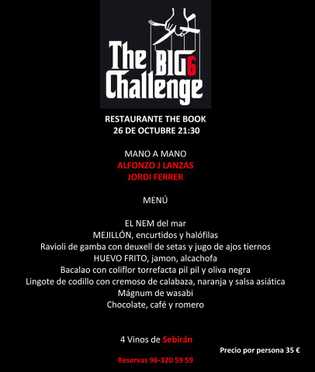 The BIG6
Challenge
RESTAURANTE THE BOOK
26 DE OCTUBRE 21:30
MANO A MANO
ALFONZO J LANZAS
JORDI FERRER
MENÚ
EL NEM del mar
MEJILLÓN, encurtidos y halófilas
Ravioli de gamba con deuxell de setas y jugo de ajos tiernos
HUEVO FRITO, jamon, alcachofa
Bacalao con coliflor torrefacta pil pil y oliva negra
Lingote de codillo con cremoso de calabaza, naranja y salsa asiática
Mágnum de wasabi
Chocolate, café y romero
4 Vinos de Sebirán
Precio por persona 35 €
Reservas 96-320 59 59